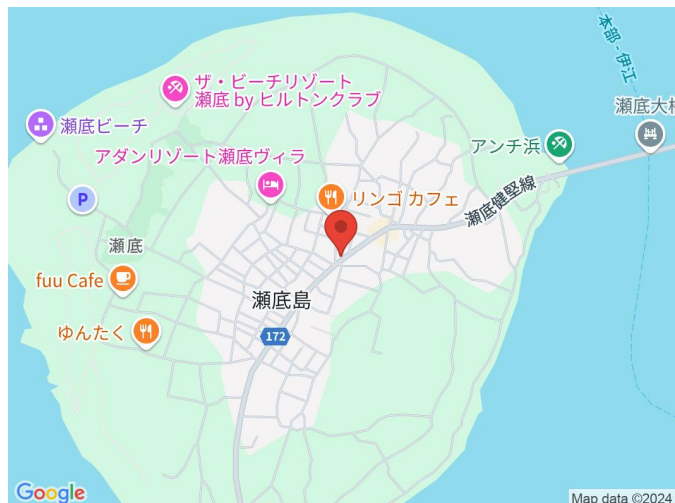 本部 - 伊江
ザ・ビーチリゾート
瀬底 by ヒルトンクラブ
瀬底大橋
瀬底ビーチ
アンチ浜
アダンリゾート瀬底ヴィラ
P
リンゴ カフェ
瀬底健堅線
瀬底
fuu Cafe
瀬底島
ゆんたく
172
Google
Map data ©2024